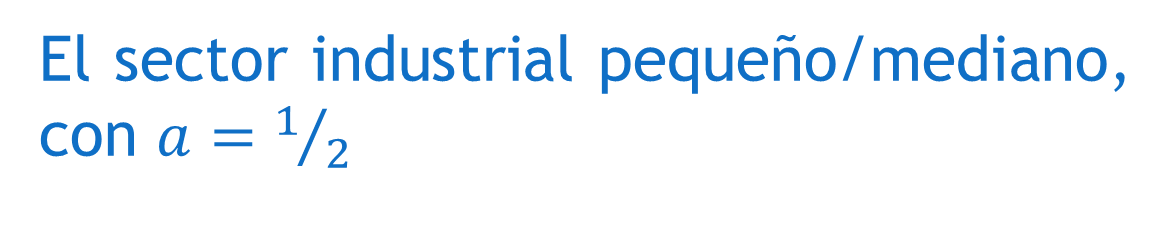 El sector industrial pequeño/mediano,
con a = 1/2